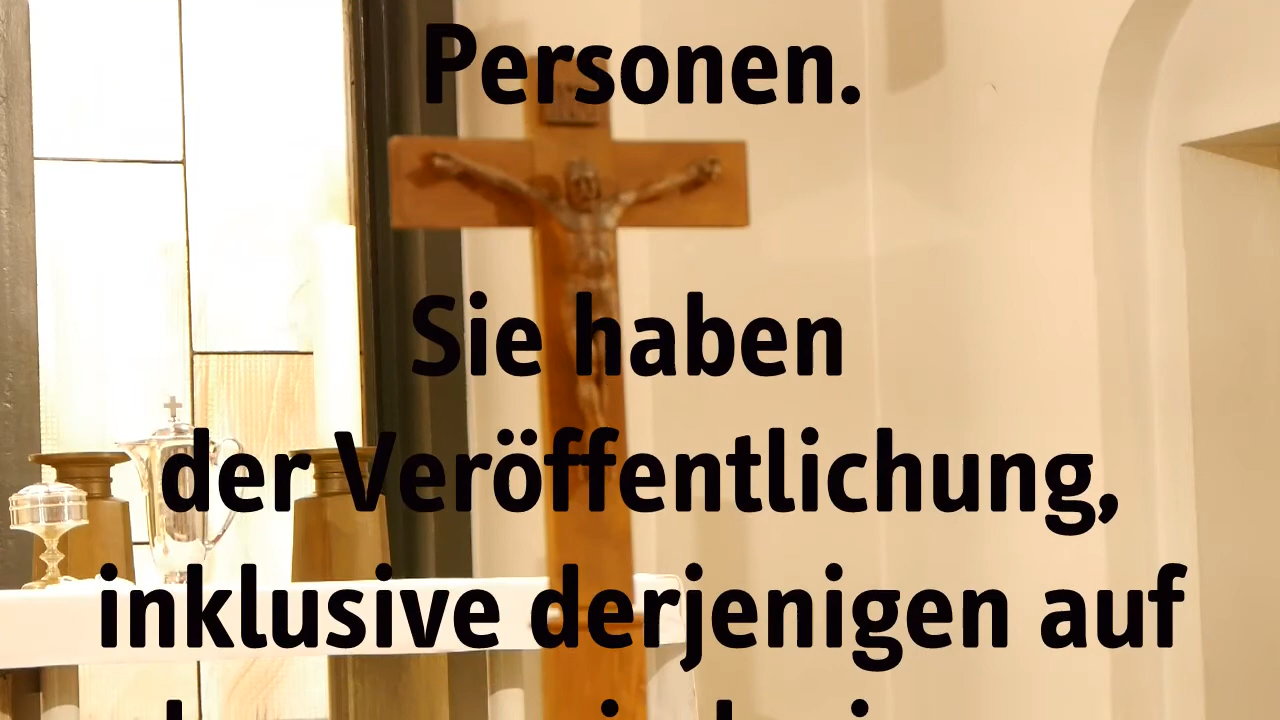 Personen.
Sie haben
der Veröffentlichung,
inklusive derjenigen auf